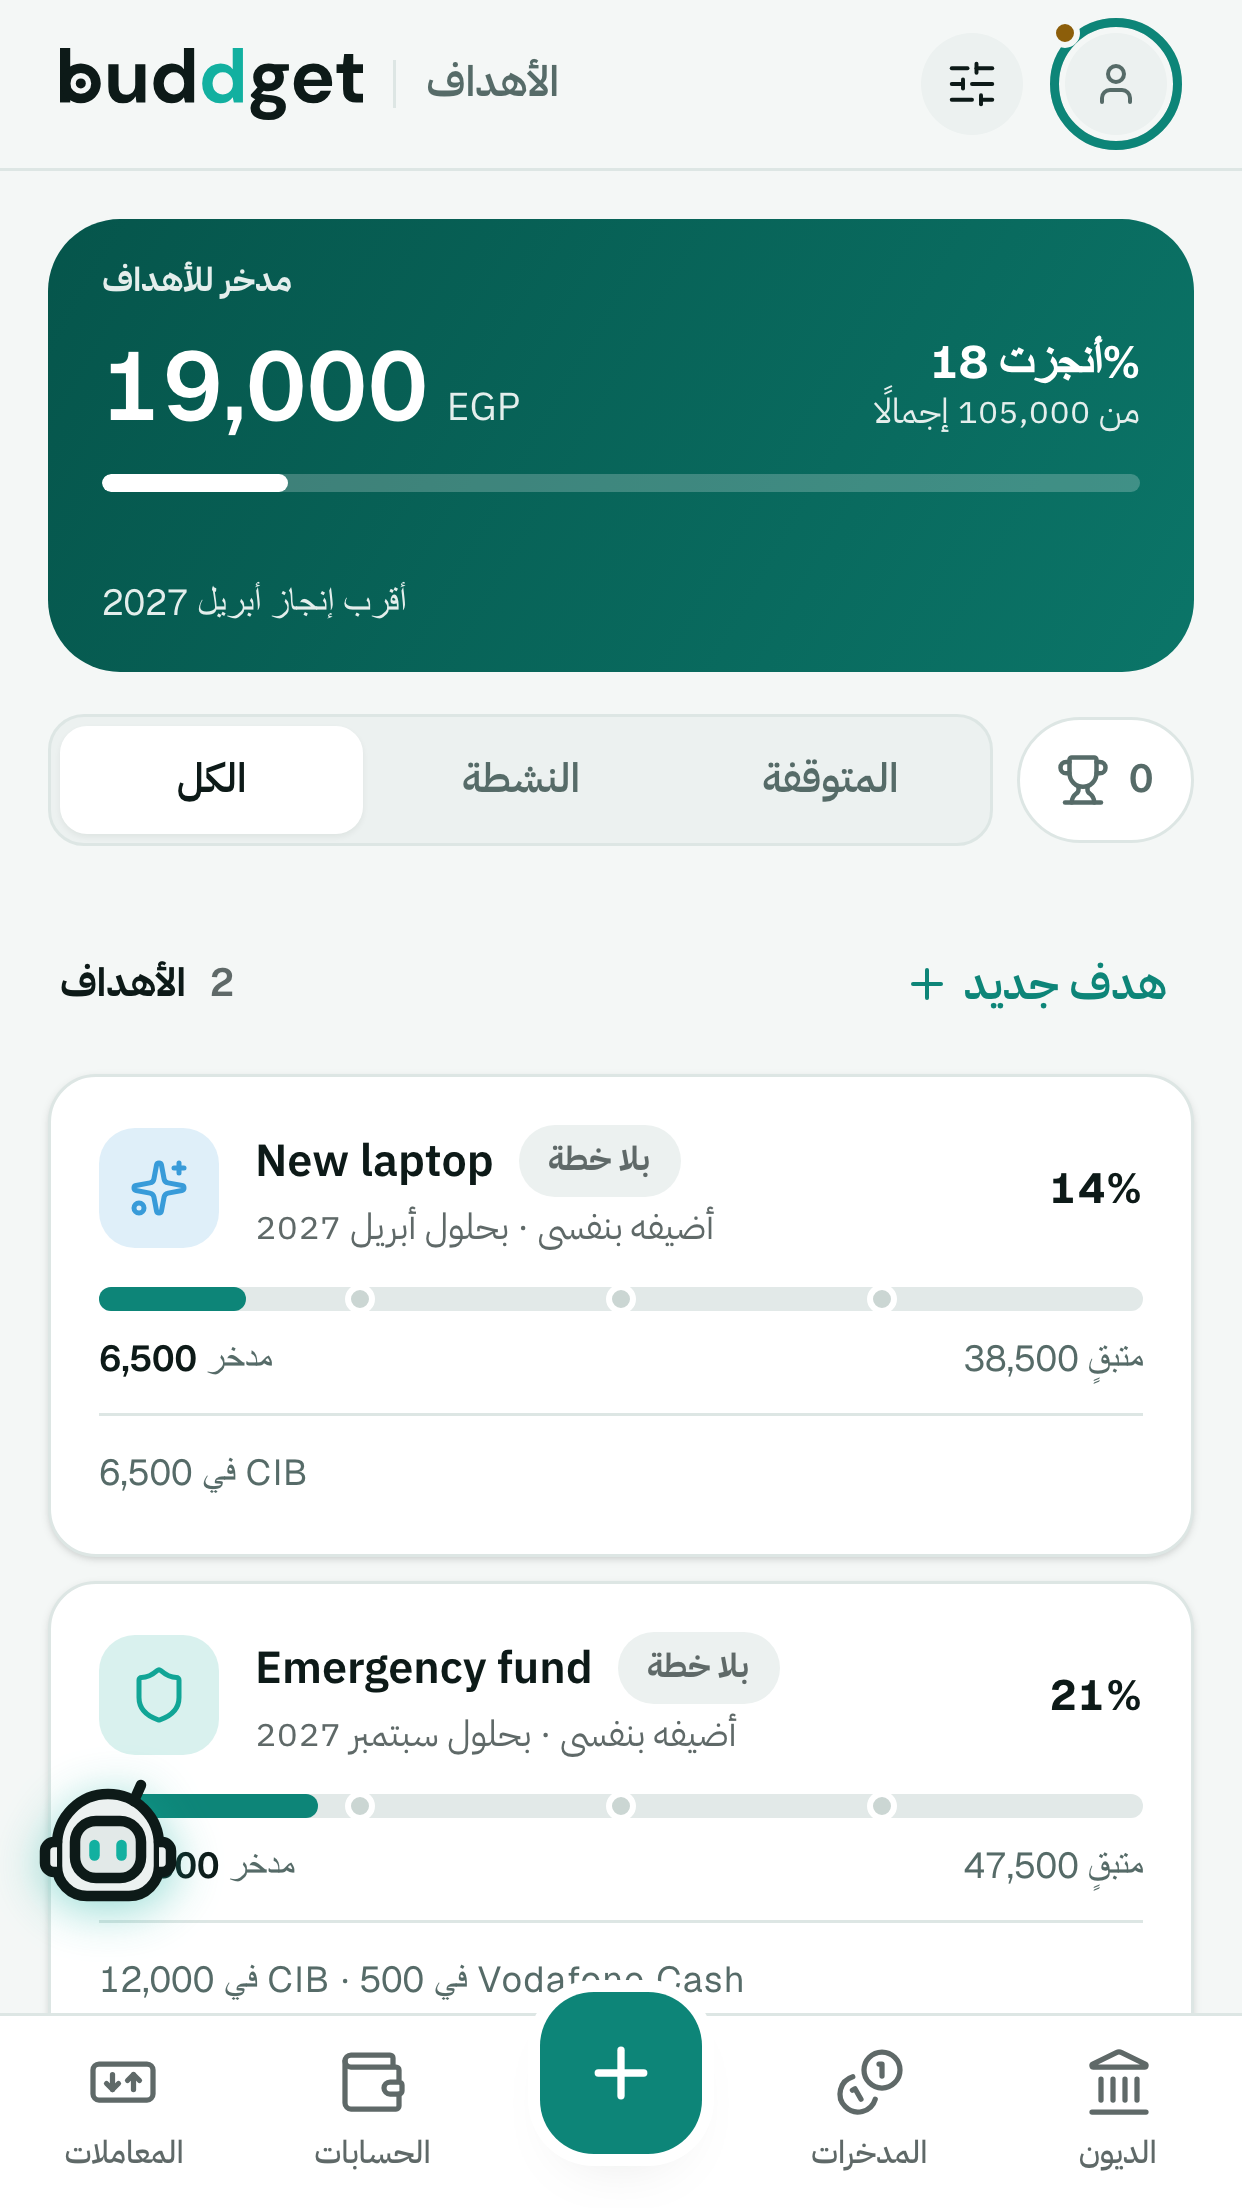 buddget
الأهداف
مدخر للأهداف
19,000 EGP
%أنجزت 18
من 105,000 إجمالًا
أقرب إنجاز أبريل 2027
الكل
النشطة
المتوقفة
0
الأهداف 2
هدف جديد +
New laptop
بلا خطة
14%
أضيفه بنفسي · بحلول أبريل 2027
6,500 مدخر
متبقٍ 38,500
6,500 في CIB
Emergency fund
بلا خطة
21%
أضيفه بنفسي · بحلول سبتمبر 2027
مدخر
متبقٍ 47,500
12,000 في CIB · 500 في Vodafone Cash
المعاملات
الحسابات
المدخرات
الديون